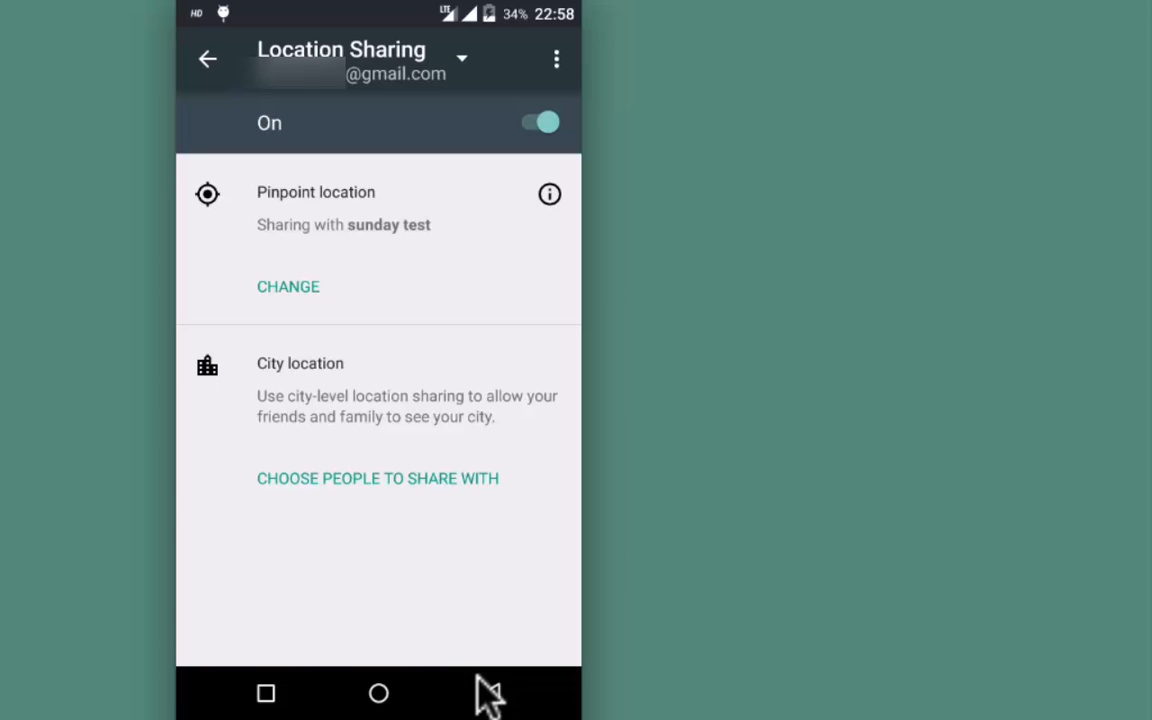 HD LTE 34% 22:58
Location Sharing
@gmail.com
On
Pinpoint location
Sharing with sunday test
CHANGE
City location
Use city-level location sharing to allow your
friends and family to see your city.
CHOOSE PEOPLE TO SHARE WITH